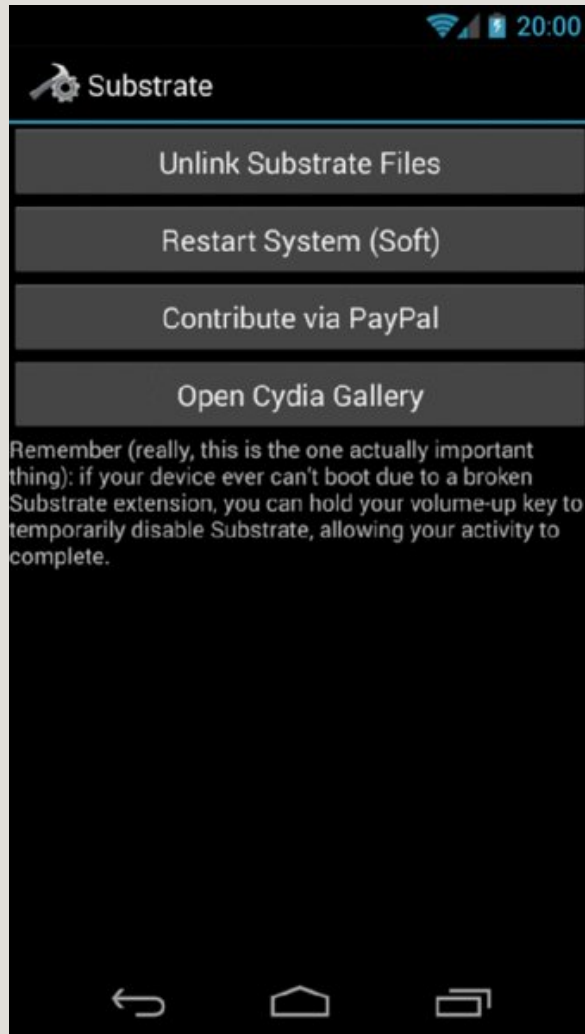 20:00
Substrate
Unlink Substrate Files
Restart System (Soft)
Contribute via PayPal
Open Cydia Gallery
Remember (really, this is the one actually important
thing): if your device ever can't boot due to a broken
Substrate extension, you can hold your volume-up key to
temporarily disable Substrate, allowing your activity to
complete.